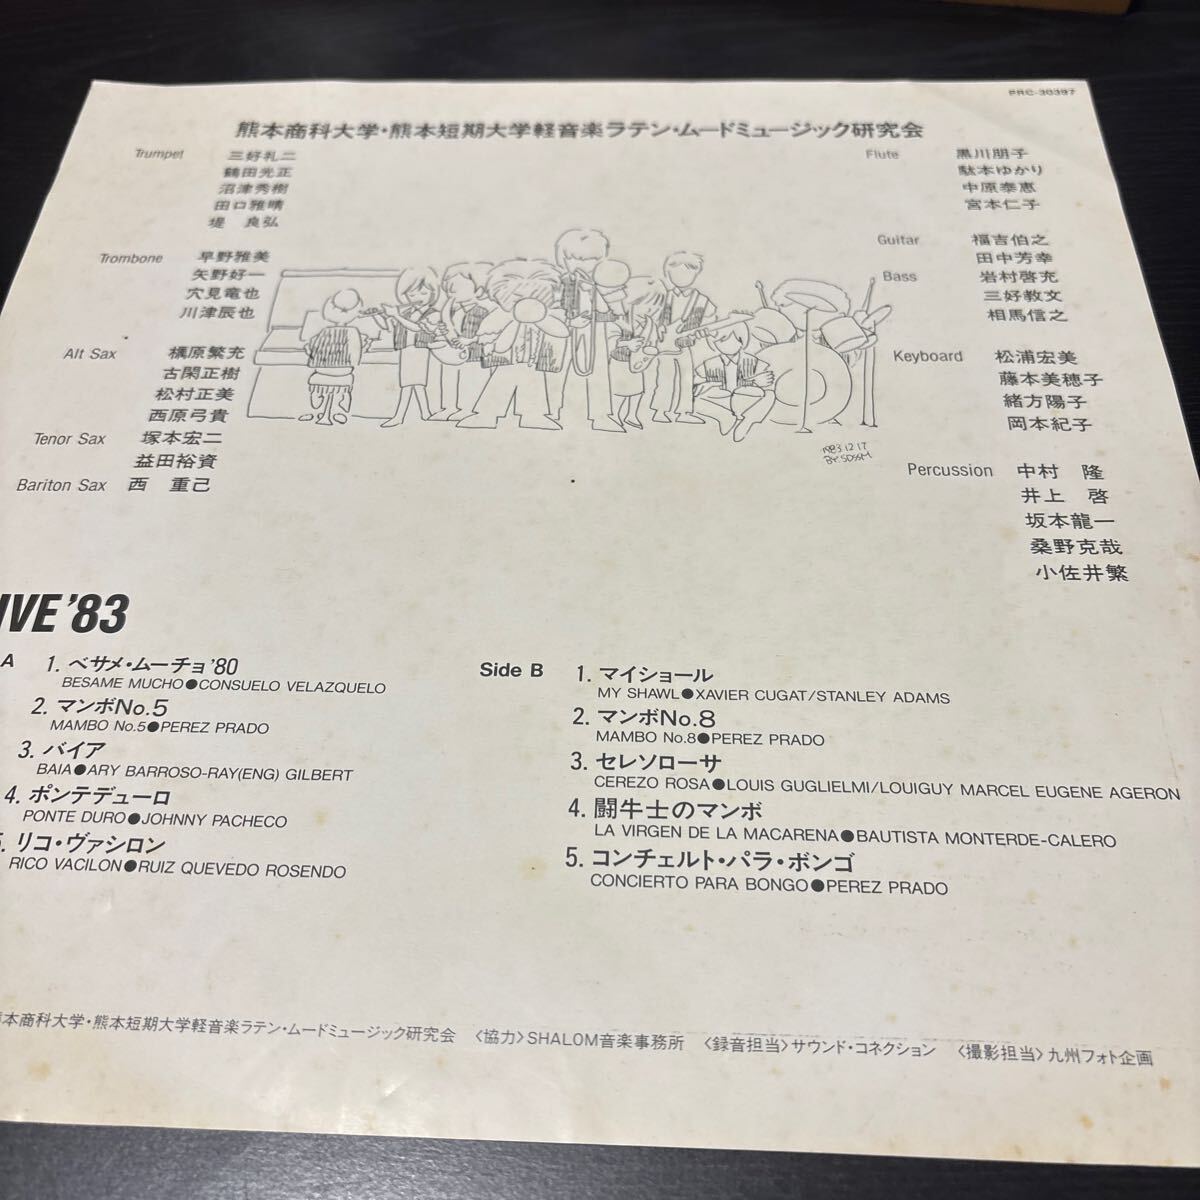 PRC-30397
熊本商科大学・熊本短期大学軽音楽ラテン・ムードミュージック研究会
Trumpet 三好礼二
鶴田光正
沼津秀樹
田口雅晴
堤 良弘
Trombone 早野雅美
矢野好一
穴見竜也
川津辰也
Alt Sax 槙原繁充
古閑正樹
松村正美
西原弓貴
Tenor Sax 塚本宏二
益田裕資
Bariton Sax 西 重己
Flute 黒川朋子
駄本ゆかり
中原泰恵
宮本仁子
Guitar 福吉伯之
田中芳幸
Bass 岩村啓充
三好教文
相馬信之
Keyboard 松浦宏美
藤本美穂子
緒方陽子
岡本紀子
Percussion 中村 隆
井上 啓
坂本龍一
桑野克哉
小佐井繁
1983.12.17
IVE '83
A
1. ベサメ・ムーチョ'80
BESAME MUCHO●CONSUELO VELAZQUELO
2. マンボNo.5
MAMBO No.5●PEREZ PRADO
3. バイア
BAIA●ARY BARROSO-RAY(ENG) GILBERT
4. ポンテデューロ
PONTE DURO●JOHNNY PACHECO
5. リコ・ヴァシロン
RICO VACILON●RUIZ QUEVEDO ROSENDO
Side B
1. マイショール
MY SHAWL●XAVIER CUGAT/STANLEY ADAMS
2. マンボNo.8
MAMBO No.8●PEREZ PRADO
3. セレソローサ
CEREZO ROSA●LOUIS GUGLIELMI/LOUIGUY MARCEL EUGENE AGERON
4. 闘牛士のマンボ
LA VIRGEN DE LA MACARENA●BAUTISTA MONTERDE-CALERO
5. コンチェルト・パラ・ボンゴ
CONCIERTO PARA BONGO●PEREZ PRADO
本商科大学・熊本短期大学軽音楽ラテン・ムードミュージック研究会 〈協力〉SHALOM音楽事務所 〈録音担当〉サウンド・コネクション 〈撮影担当〉九州フォト企画